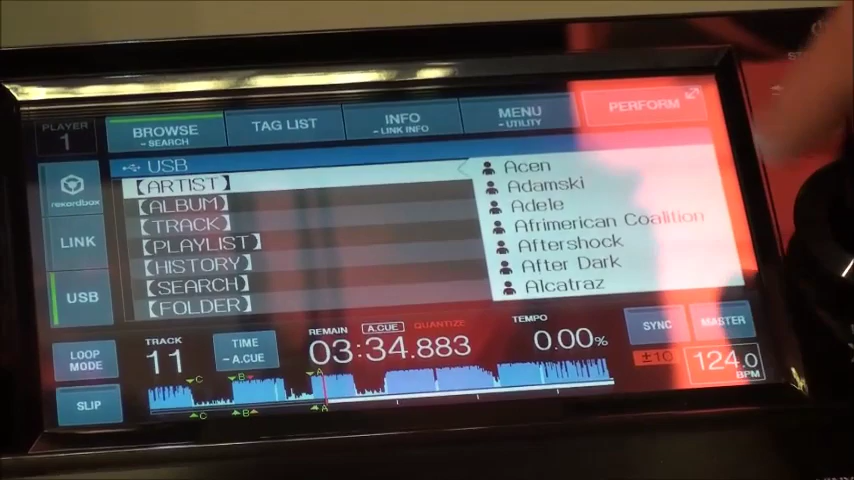 PLAYER
1
BROWSE
-SEARCH
TAG LIST
INFO
-LINK INFO
MENU
-UTILITY
PERFORM
rekordbox
LINK
USB
USB
[ARTIST]
[ALBUM]
[TRACK]
[PLAYLIST]
[HISTORY]
[SEARCH]
[FOLDER]
Acen
Adamski
Adele
Afrimerican Coalition
Aftershock
After Dark
Alcatraz
LOOP
MODE
SLIP
TRACK
11
TIME
-A.CUE
REMAIN
A.CUE
QUANTIZE
03:34.883
TEMPO
0.00%
SYNC
MASTER
±10
124.0
BPM
C
B
A
C
B
A